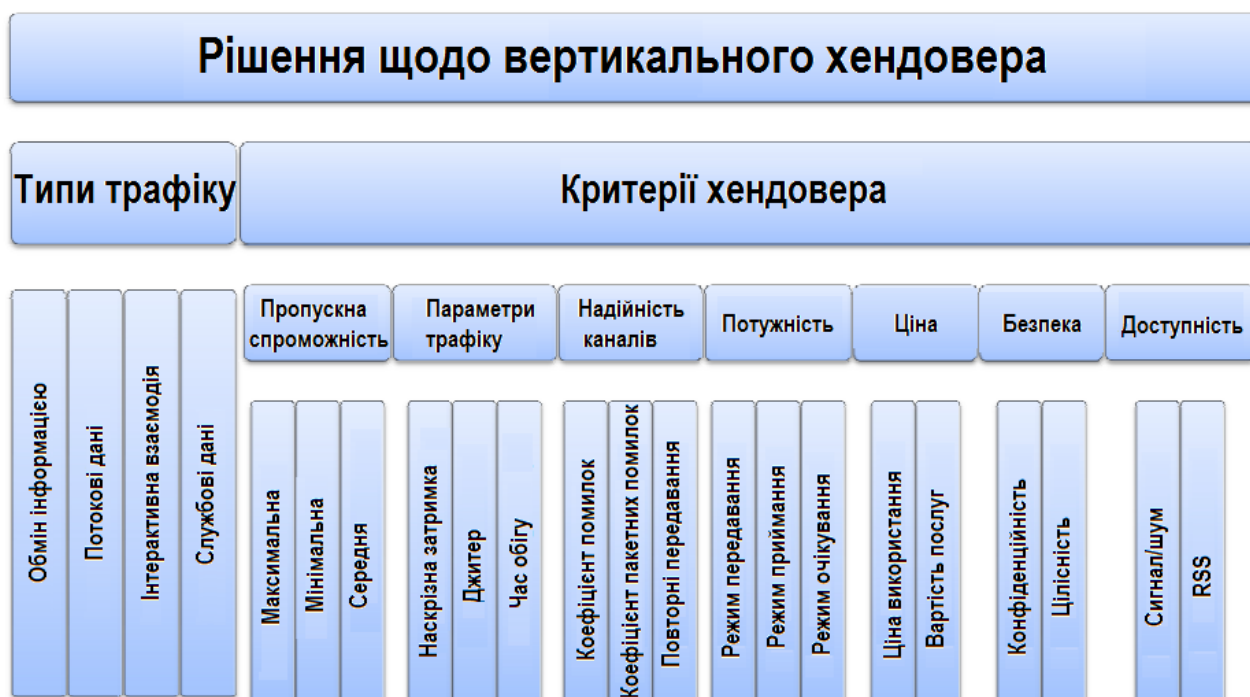 Рішення щодо вертикального хендовера
Типи трафіку
Критерії хендовера
Обмін інформацією
Потокові дані
Інтерактивна взаємодія
Службові дані
Пропускна
спроможність
Максимальна
Мінімальна
Середня
Параметри
трафіку
Наскрізна затримка
Джитер
Час обігу
Надійність
каналів
Коефіцієнт помилок
Коефіцієнт пакетних помилок
Повторні передавання
Потужність
Режим передавання
Режим приймання
Режим очікування
Ціна
Ціна використання
Вартість послуг
Безпека
Конфіденційність
Цілісність
Доступність
Сигнал/шум
RSS